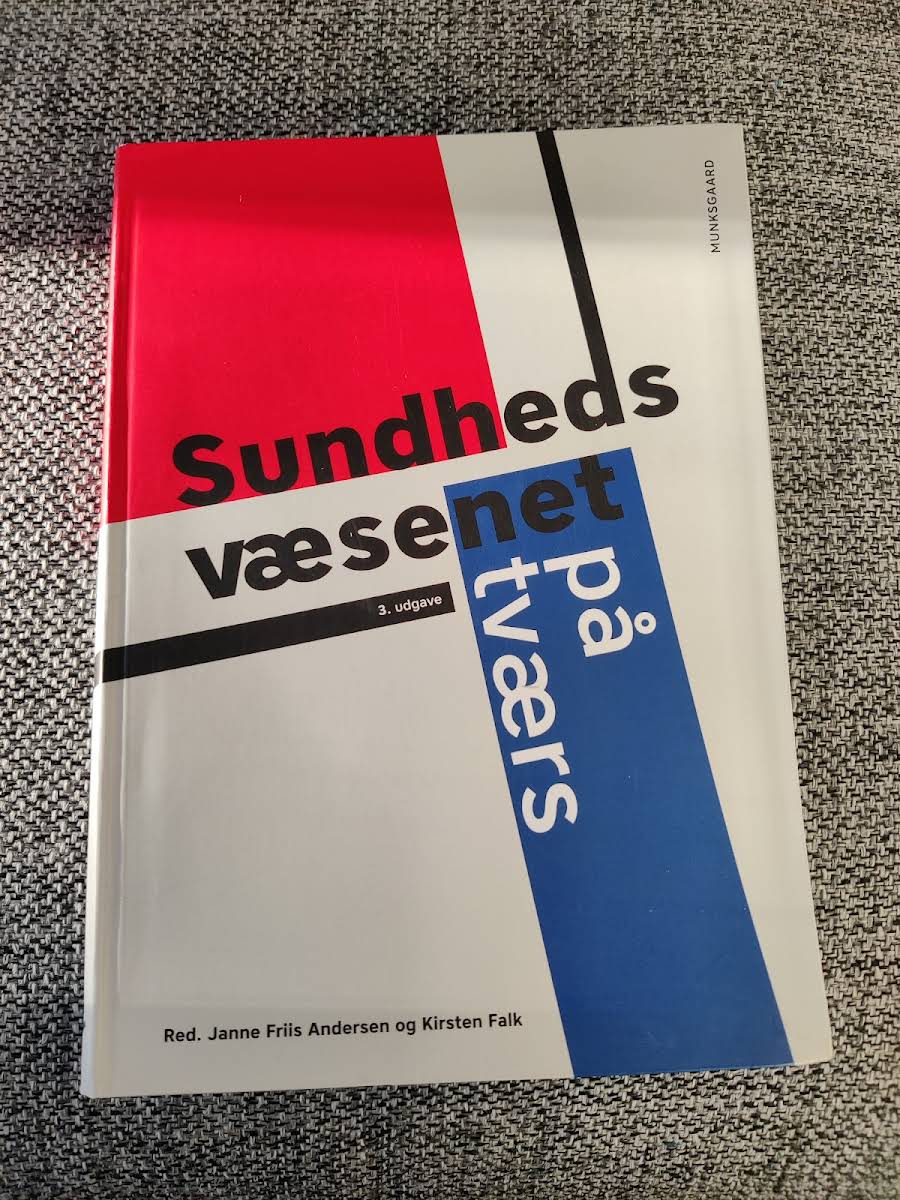 MUNKSGAARD
Sundheds
væsenet
på
tværs
3. udgave
Red. Janne Friis Andersen og Kirsten Falk